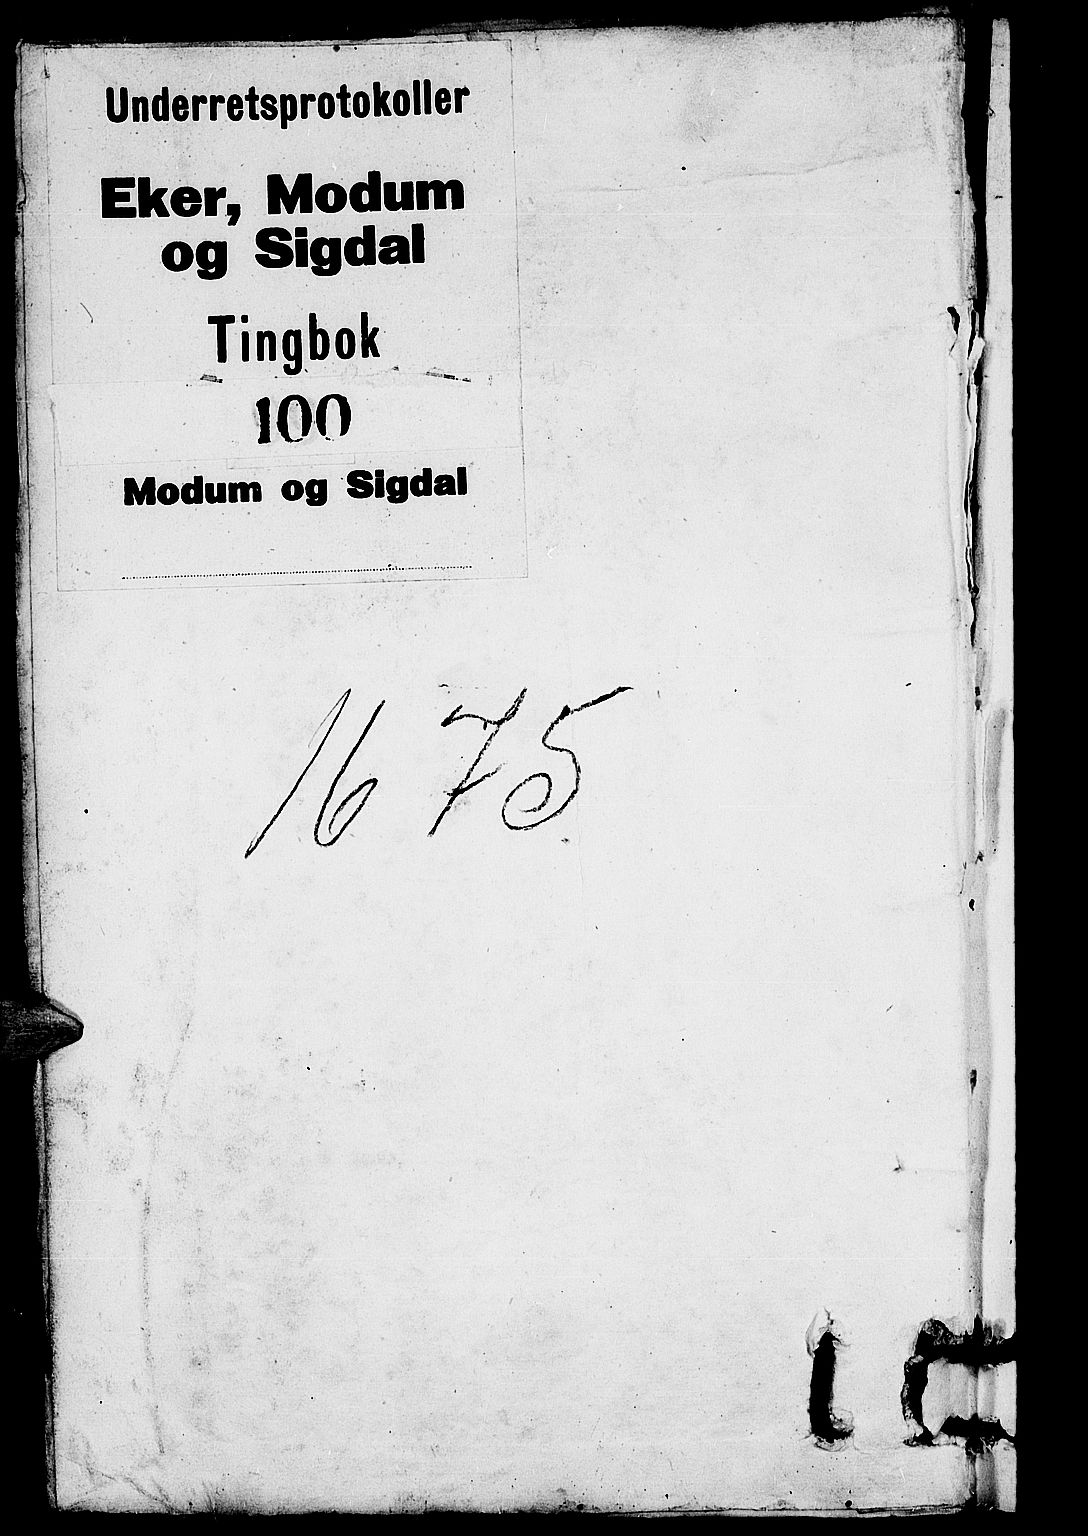 Underretsprotokoller
Eker, Modum
og Sigdal
Tingbok
100
Modum og Sigdal
1675